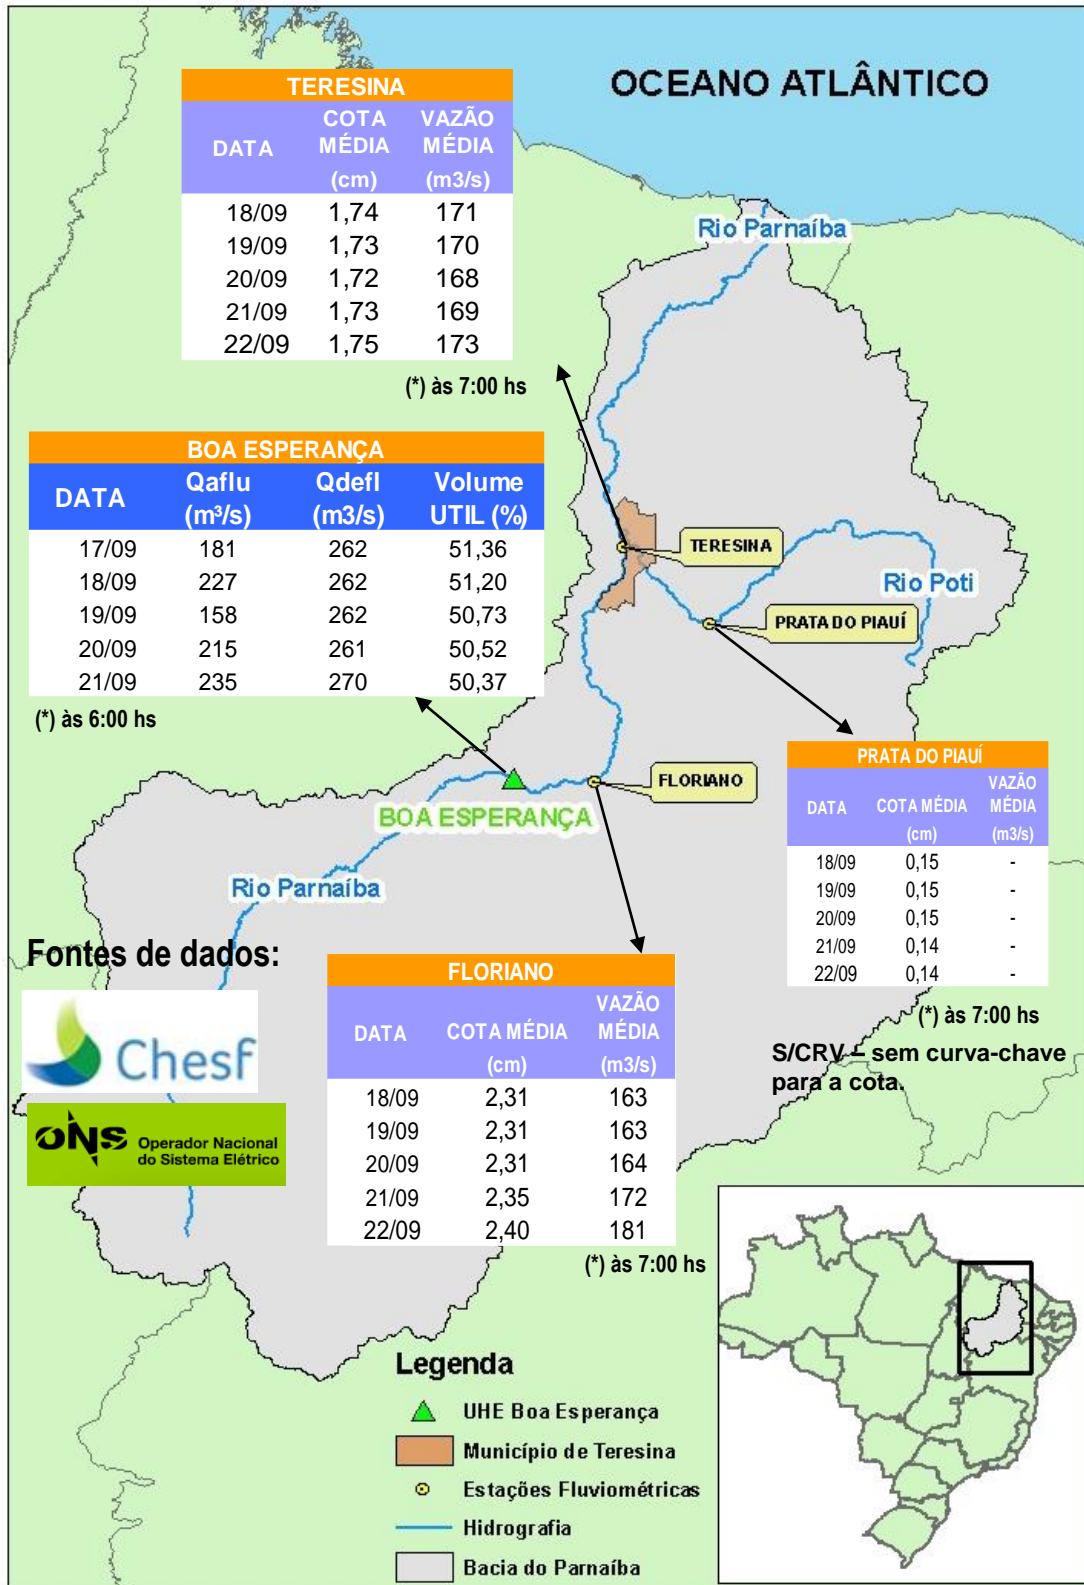 OCEANO ATLÂNTICO
TERESINA
DATA COTA MÉDIA VAZÃO MÉDIA
(cm) (m3/s)
18/09 1,74 171
19/09 1,73 170
20/09 1,72 168
21/09 1,73 169
22/09 1,75 173
(*) às 7:00 hs
Rio Parnaíba
BOA ESPERANÇA
DATA Qaflu (m³/s) Qdefl (m3/s) Volume UTIL (%)
17/09 181 262 51,36
18/09 227 262 51,20
19/09 158 262 50,73
20/09 215 261 50,52
21/09 235 270 50,37
(*) às 6:00 hs
TERESINA
Rio Poti
PRATA DO PIAUÍ
FLORIANO
BOA ESPERANÇA
Rio Parnaíba
PRATA DO PIAUÍ
DATA COTA MÉDIA VAZÃO MÉDIA
(cm) (m3/s)
18/09 0,15 -
19/09 0,15 -
20/09 0,15 -
21/09 0,14 -
22/09 0,14 -
(*) às 7:00 hs
S/CRV – sem curva-chave
para a cota.
Fontes de dados:
Chesf
ONS Operador Nacional
do Sistema Elétrico
FLORIANO
DATA COTA MÉDIA VAZÃO MÉDIA
(cm) (m3/s)
18/09 2,31 163
19/09 2,31 163
20/09 2,31 164
21/09 2,35 172
22/09 2,40 181
(*) às 7:00 hs
Legenda
UHE Boa Esperança
Município de Teresina
Estações Fluviométricas
Hidrografia
Bacia do Parnaíba